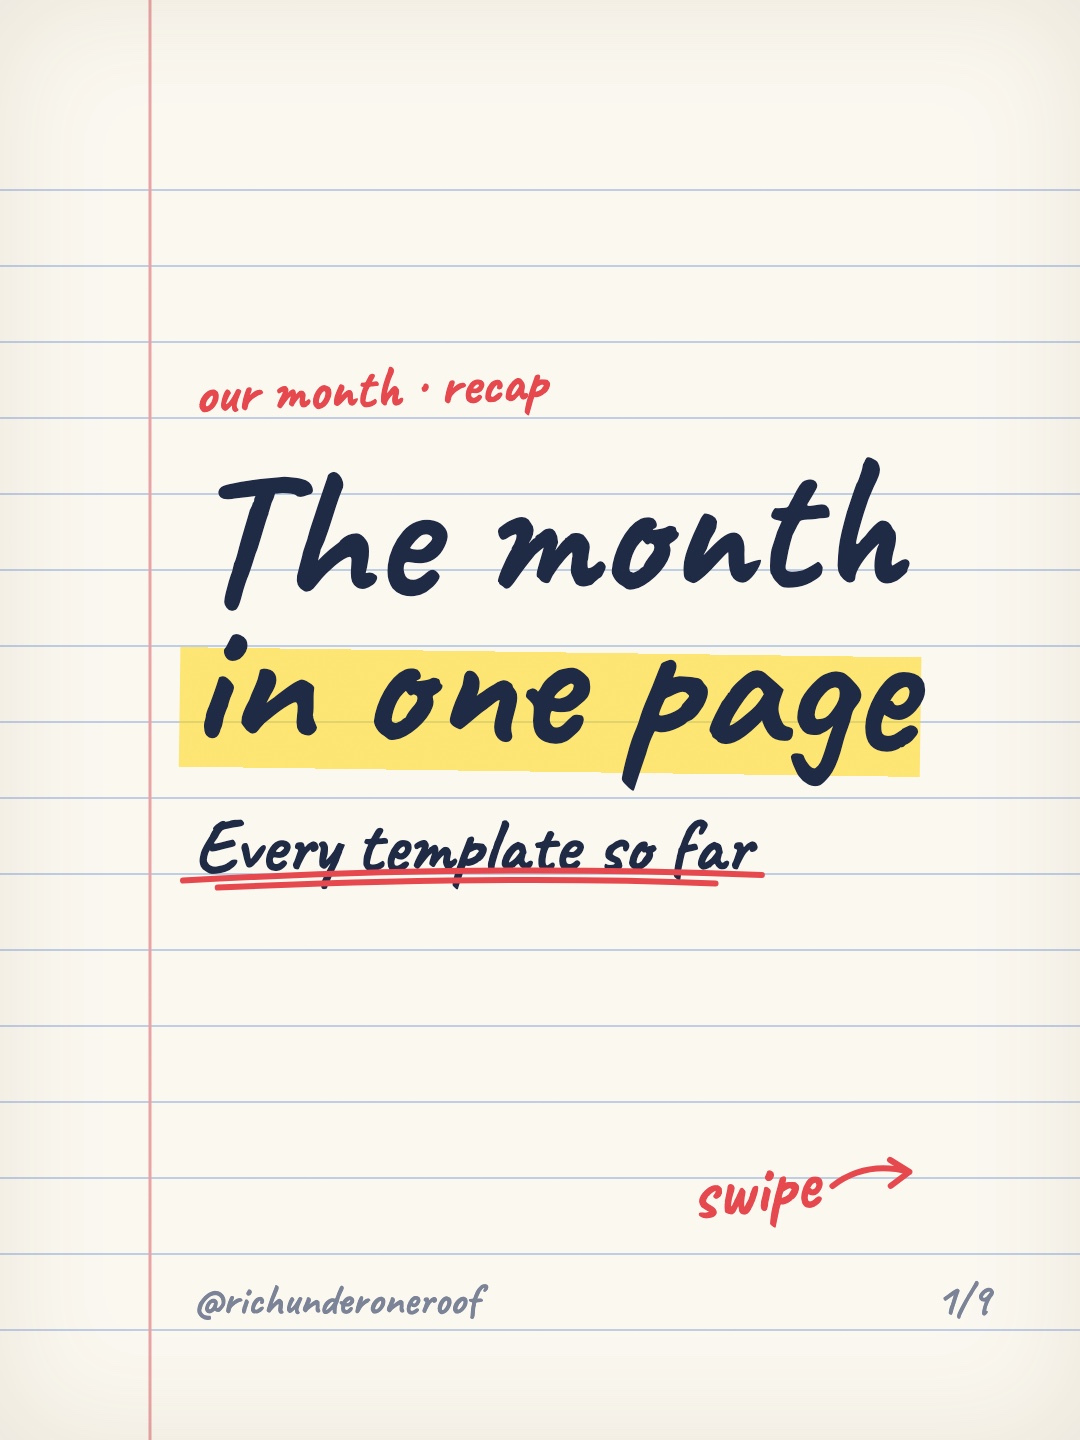 our month · recap
The month
in one page
Every template so far
swipe
@richunderoneroof
1/9